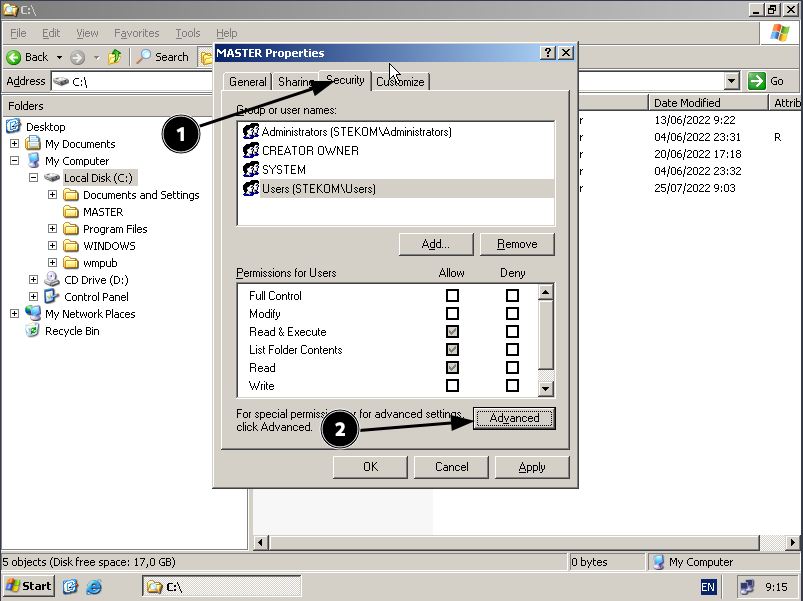 C:\
File Edit View Favorites Tools Help
Back Search
Address C:\ Go
Folders
Desktop
My Documents
My Computer
Local Disk (C:)
Documents and Settings
MASTER
Program Files
WINDOWS
wmpub
CD Drive (D:)
Control Panel
My Network Places
Recycle Bin
MASTER Properties
General Sharing Security Customize
1
Group or user names:
Administrators (STEKOM\Administrators)
CREATOR OWNER
SYSTEM
Users (STEKOM\Users)
Add... Remove
Permissions for Users Allow Deny
Full Control
Modify
Read & Execute
List Folder Contents
Read
Write
For special permissions or for advanced settings,
click Advanced.
2
Advanced
OK Cancel Apply
Date Modified Attrib
r 13/06/2022 9:22
r 04/06/2022 23:31 R
r 20/06/2022 17:18
r 04/06/2022 23:32
r 25/07/2022 9:03
5 objects (Disk free space: 17,0 GB) 0 bytes My Computer
Start C:\ EN 9:15